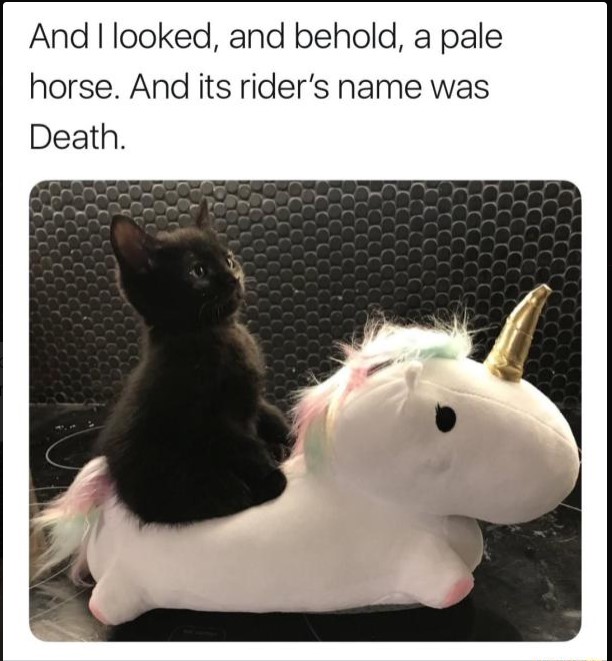 And I looked, and behold, a pale
horse. And its rider's name was
Death.